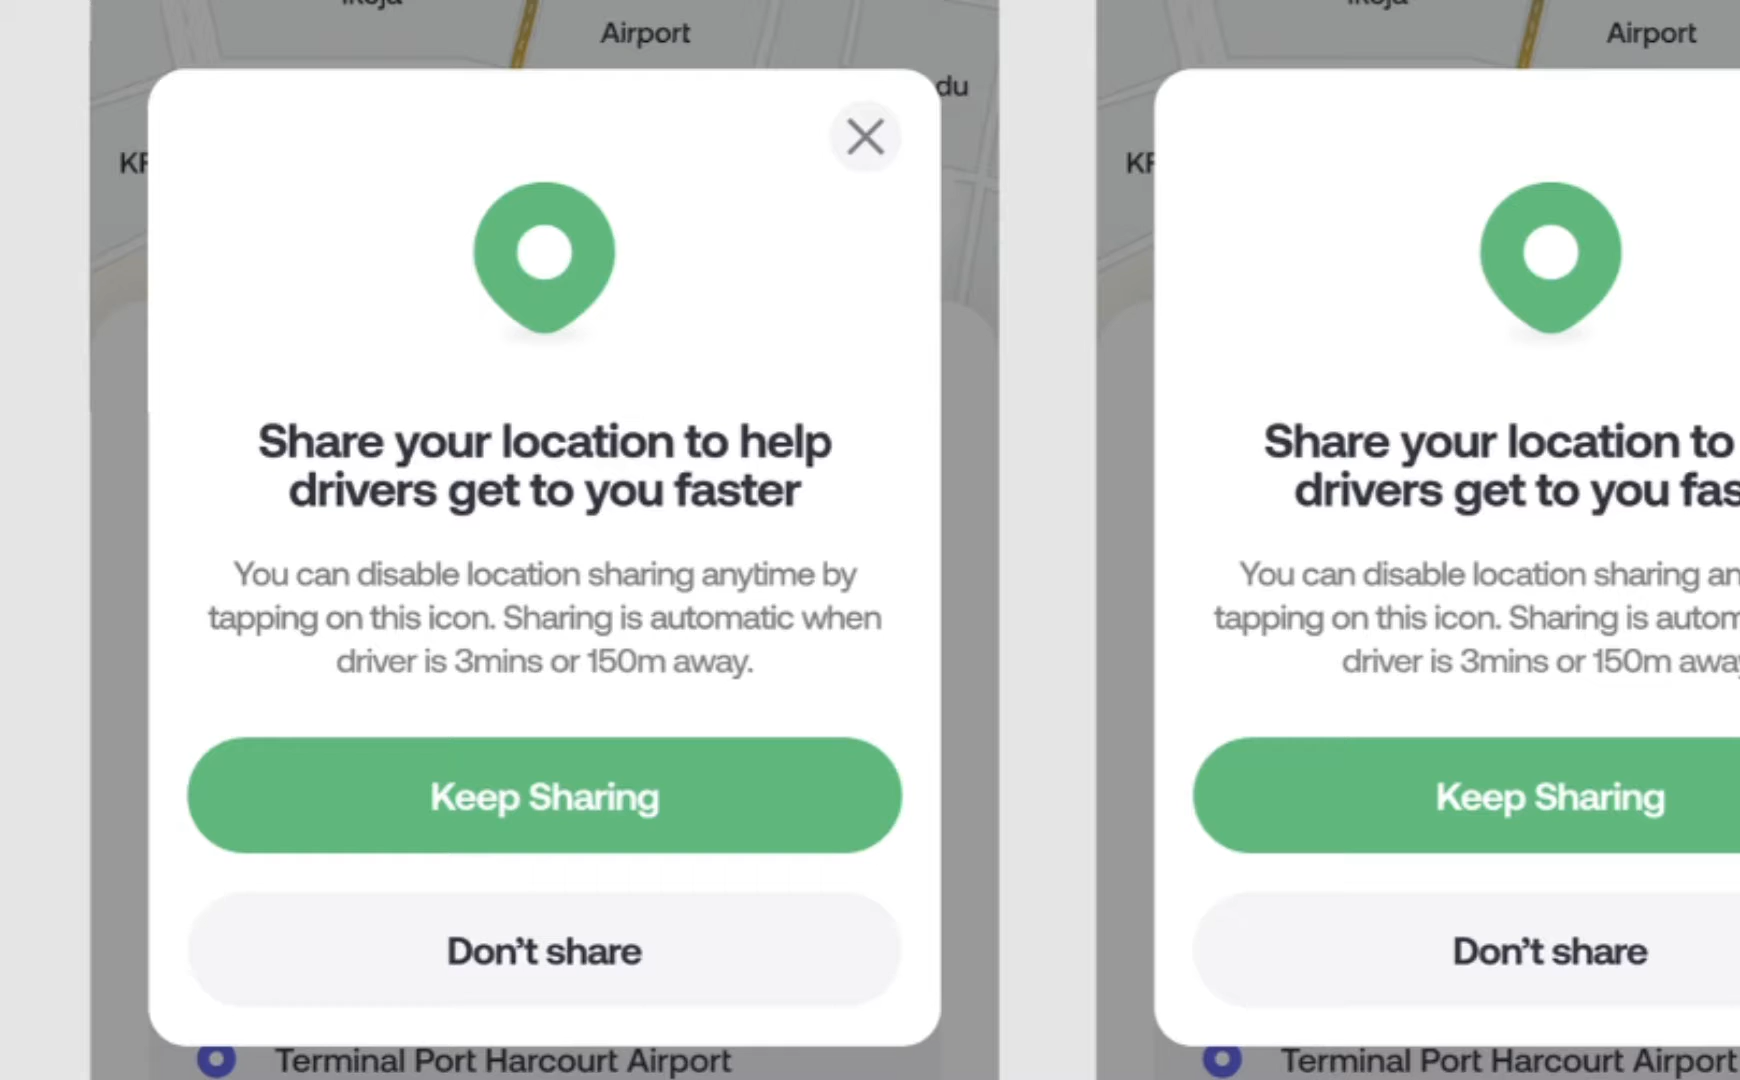 Airport
du
KF
Share your location to help
drivers get to you faster
You can disable location sharing anytime by
tapping on this icon. Sharing is automatic when
driver is 3mins or 150m away.
Keep Sharing
Don’t share
Terminal Port Harcourt Airport
Airport
KF
Share your location to
drivers get to you fas
You can disable location sharing an
tapping on this icon. Sharing is autom
driver is 3mins or 150m away
Keep Sharing
Don’t share
Terminal Port Harcourt Airport